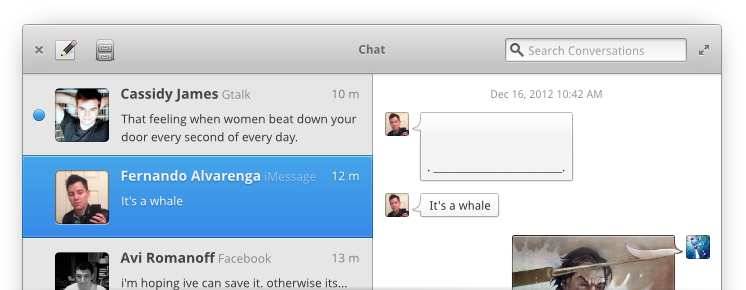 Chat
Search Conversations
Cassidy James Gtalk 10 m
That feeling when women beat down your
door every second of every day.
Fernando Alvarenga iMessage 12 m
It's a whale
Avi Romanoff Facebook 13 m
i'm hoping ive can save it. otherwise its...
Dec 16, 2012 10:42 AM
. ______________________.
It's a whale